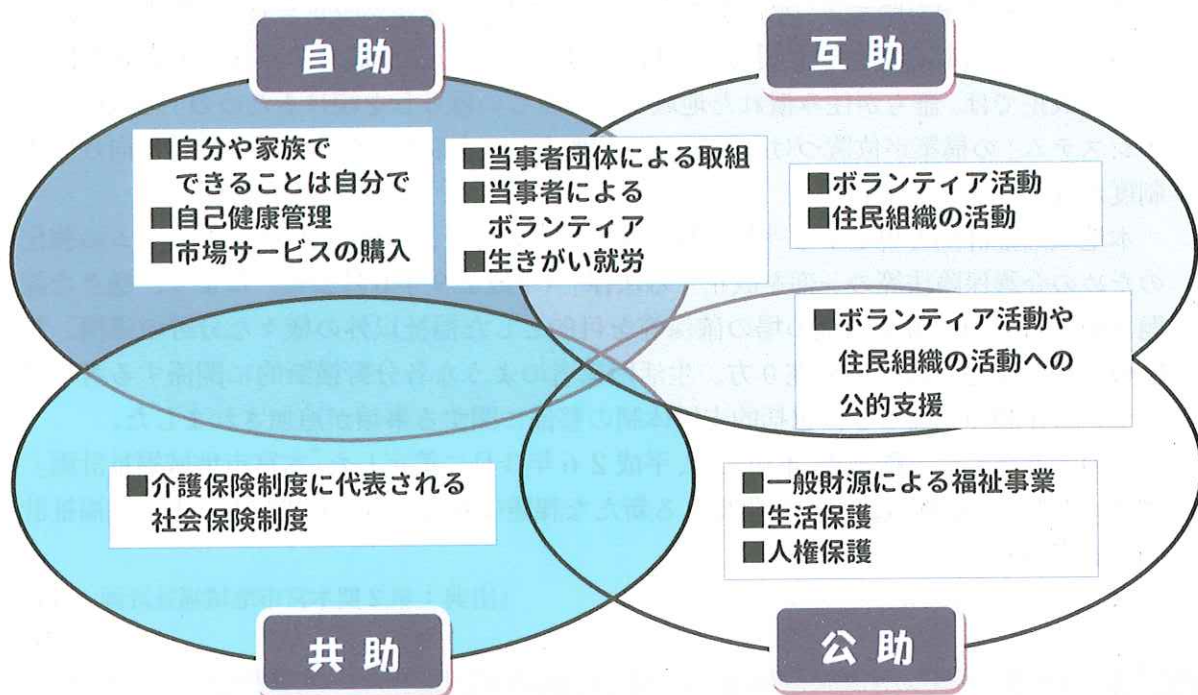 自助
互助
■自分や家族で
できることは自分で
■自己健康管理
■市場サービスの購入
■当事者団体による取組
■当事者による
ボランティア
■生きがい就労
■ボランティア活動
■住民組織の活動
■ボランティア活動や
住民組織の活動への
公的支援
■介護保険制度に代表される
社会保険制度
■一般財源による福祉事業
■生活保護
■人権保護
共助
公助